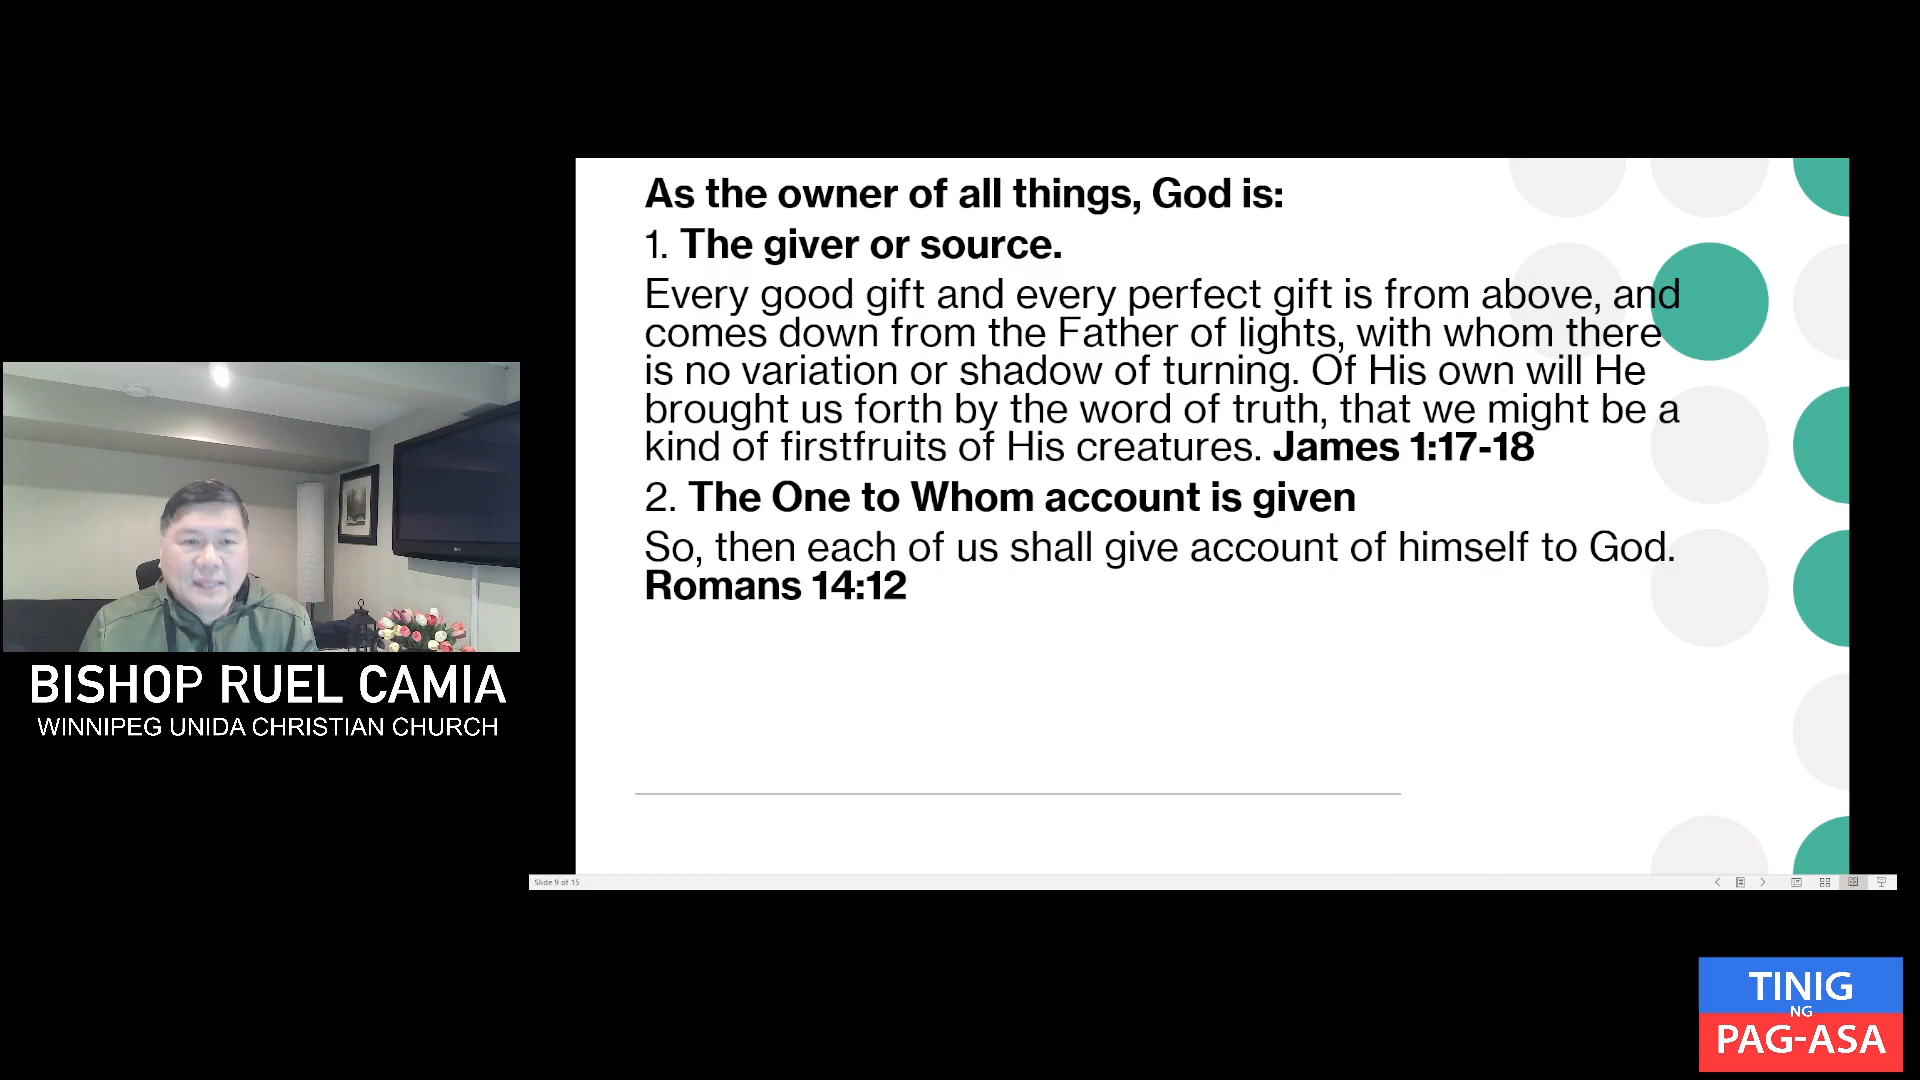 As the owner of all things, God is:
1. The giver or source.
Every good gift and every perfect gift is from above, and
comes down from the Father of lights, with whom there
is no variation or shadow of turning. Of His own will He
brought us forth by the word of truth, that we might be a
kind of firstfruits of His creatures. James 1:17-18
2. The One to Whom account is given
So, then each of us shall give account of himself to God.
Romans 14:12
BISHOP RUEL CAMIA
WINNIPEG UNIDA CHRISTIAN CHURCH
Slide 9 of 15
TINIG
NG
PAG-ASA